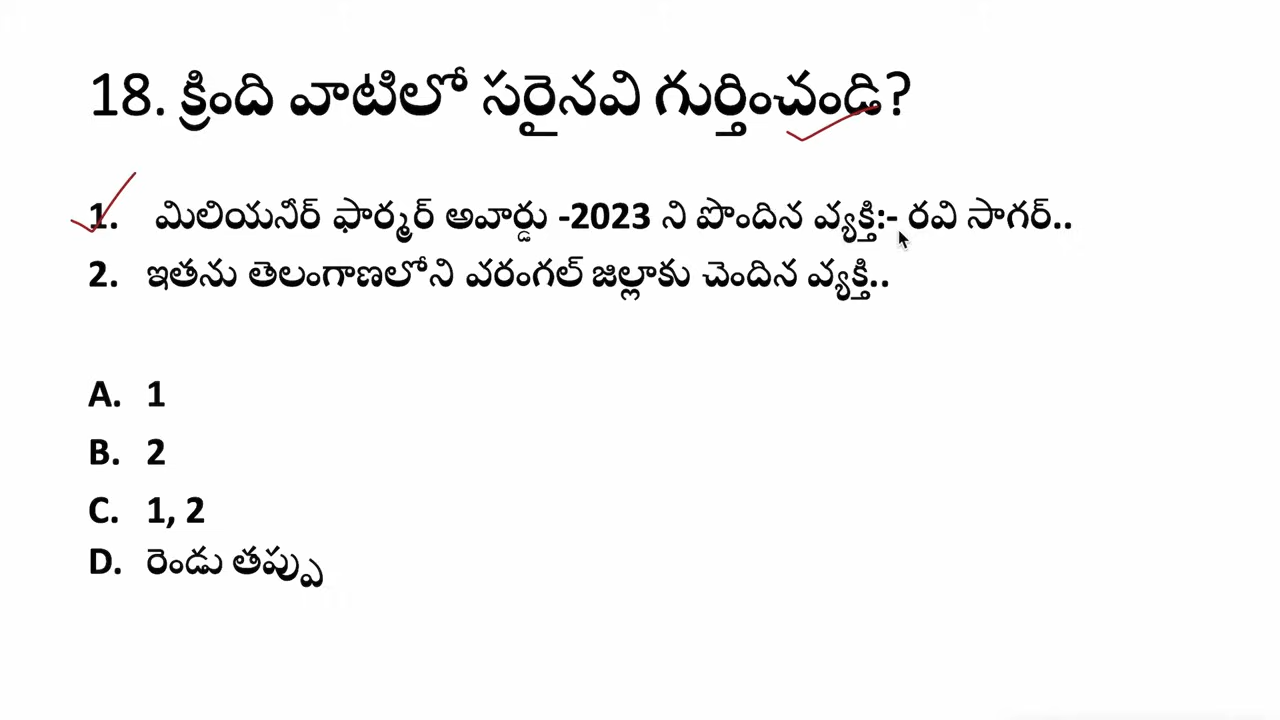 18. క్రింది వాటిలో సరైనవి గుర్తించండి?
1. మిలియనీర్ ఫార్మర్ అవార్డు -2023 ని పొందిన వ్యక్తి:- రవి సాగర్..
2. ఇతను తెలంగాణలోని వరంగల్ జిల్లాకు చెందిన వ్యక్తి..
A. 1
B. 2
C. 1, 2
D. రెండు తప్పు